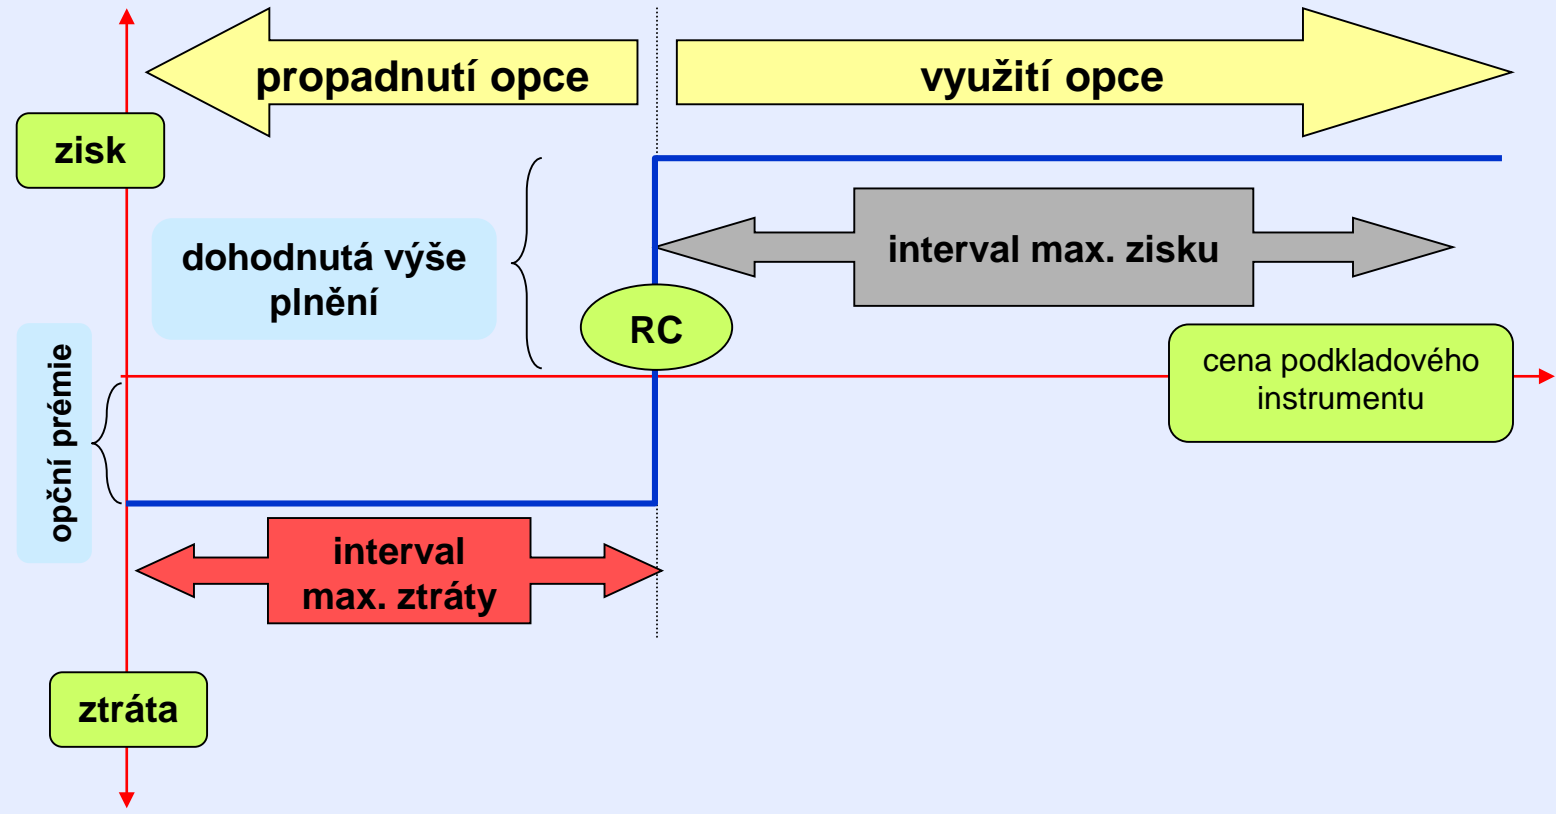 propadnutí opce
využití opce
zisk
dohodnutá výše
plnění
interval max. zisku
RC
cena podkladového
instrumentu
opční prémie
interval
max. ztráty
ztráta